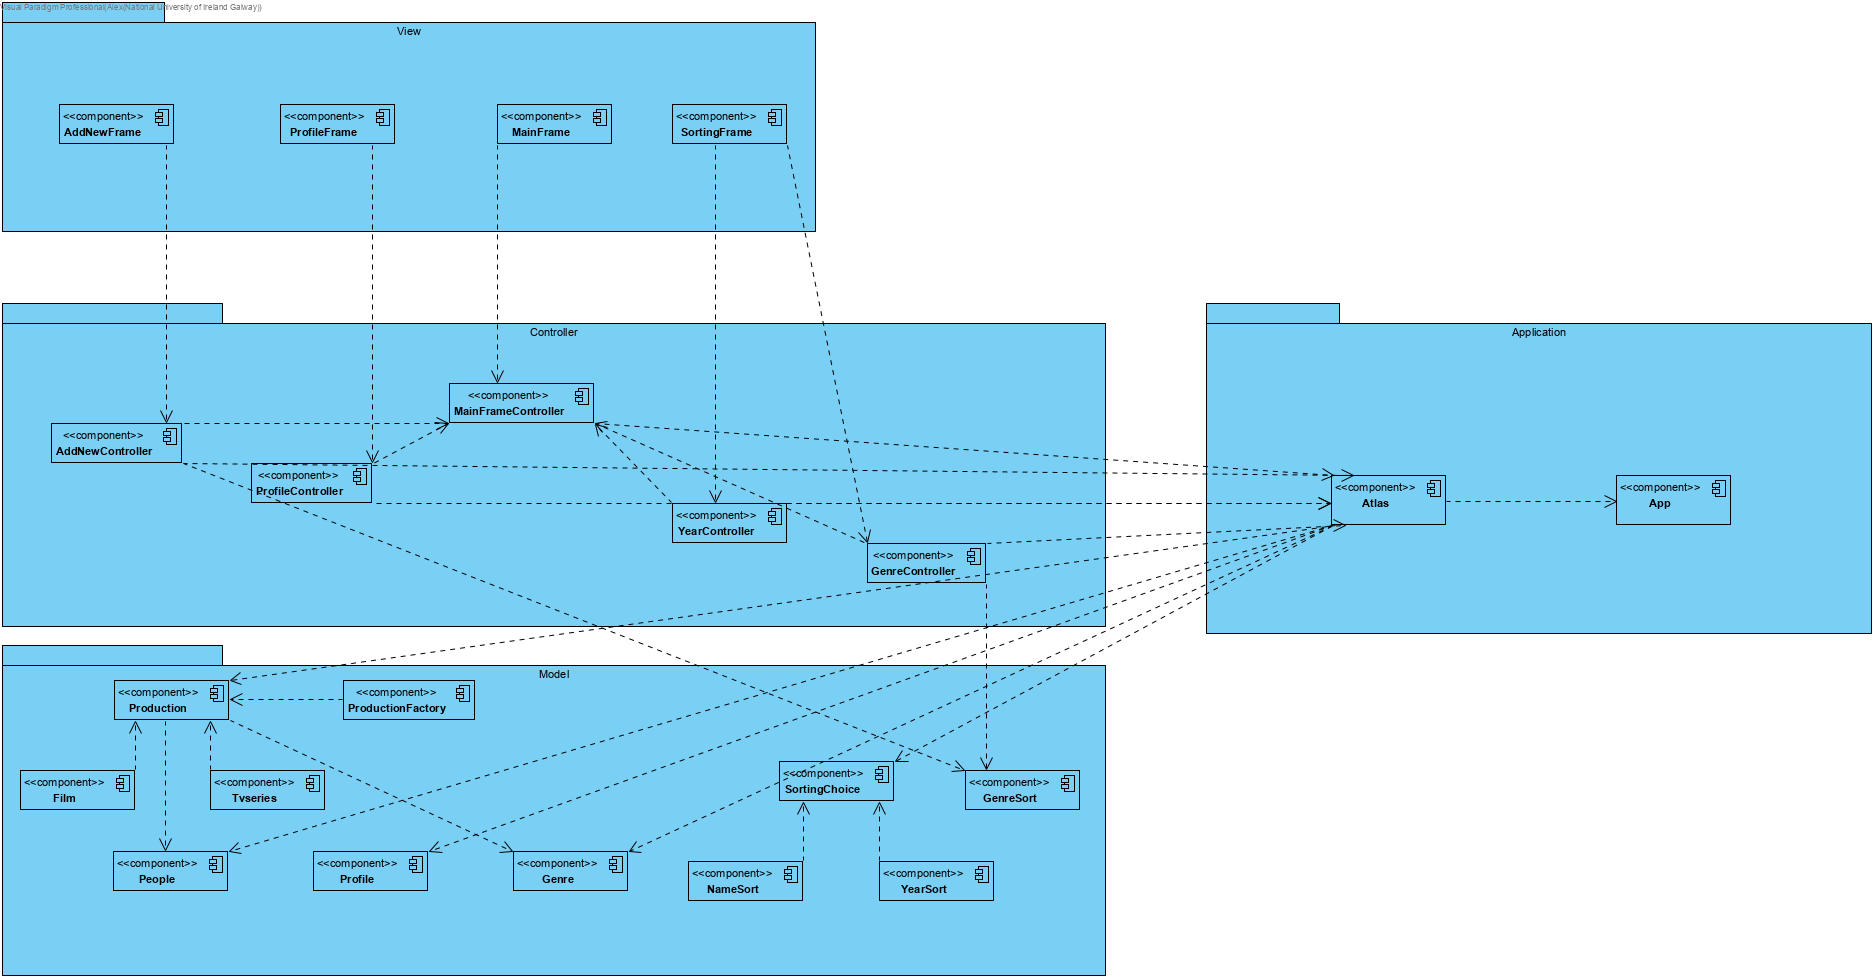 Visual Paradigm Professional(Alex(National University of Ireland Galway))
View
<<component>>
AddNewFrame
<<component>>
ProfileFrame
<<component>>
MainFrame
<<component>>
SortingFrame
Controller
<<component>>
MainFrameController
<<component>>
AddNewController
<<component>>
ProfileController
<<component>>
YearController
<<component>>
GenreController
Application
<<component>>
Atlas
<<component>>
App
Model
<<component>>
Production
<<component>>
ProductionFactory
<<component>>
Film
<<component>>
Tvseries
<<component>>
SortingChoice
<<component>>
GenreSort
<<component>>
People
<<component>>
Profile
<<component>>
Genre
<<component>>
NameSort
<<component>>
YearSort